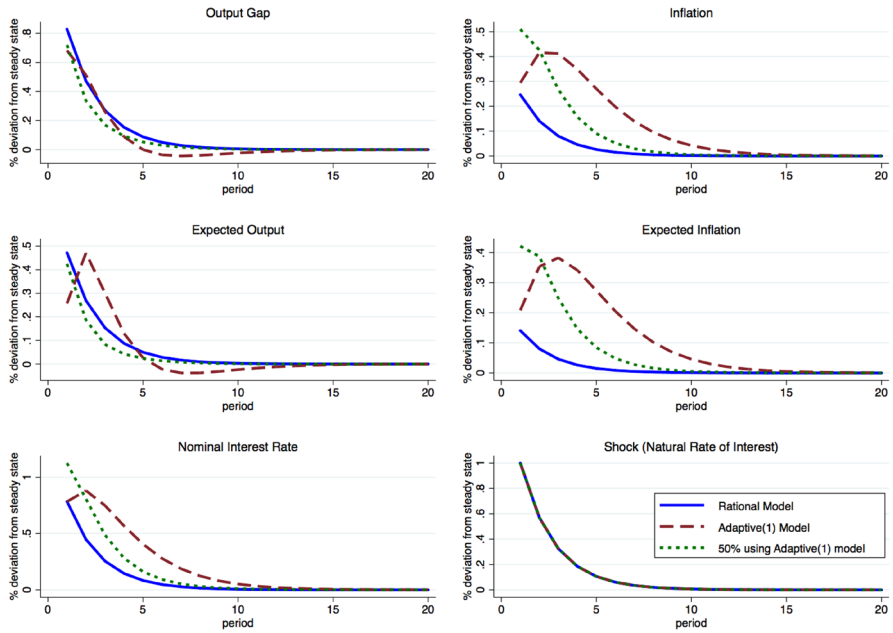 Output Gap
% deviation from steady state
0 .2 .4 .6 .8
0 5 10 15 20
period
Inflation
% deviation from steady state
0 .1 .2 .3 .4 .5
0 5 10 15 20
period
Expected Output
% deviation from steady state
0 .1 .2 .3 .4 .5
0 5 10 15 20
period
Expected Inflation
% deviation from steady state
0 .1 .2 .3 .4
0 5 10 15 20
period
Nominal Interest Rate
% deviation from steady state
0 .5 1
0 5 10 15 20
period
Shock (Natural Rate of Interest)
% deviation from steady state
0 .2 .4 .6 .8 1
0 5 10 15 20
period
Rational Model
Adaptive(1) Model
50% using Adaptive(1) model